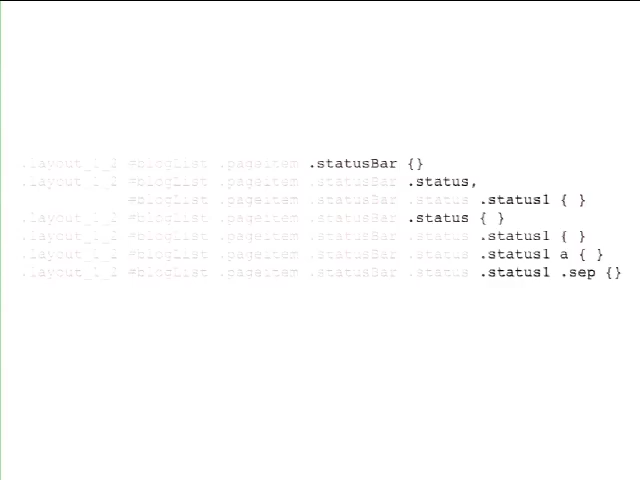 .layout_1_2 #blogList .pageitem .statusBar {}
.layout_1_2 #blogList .pageitem .statusBar .status,
#blogList .pageitem .statusBar .status .status1 { }
.layout_1_2 #blogList .pageitem .statusBar .status { }
.layout_1_2 #blogList .pageitem .statusBar .status .status1 { }
.layout_1_2 #blogList .pageitem .statusBar .status .status1 a { }
.layout_1_2 #blogList .pageitem .statusBar .status .status1 .sep {}